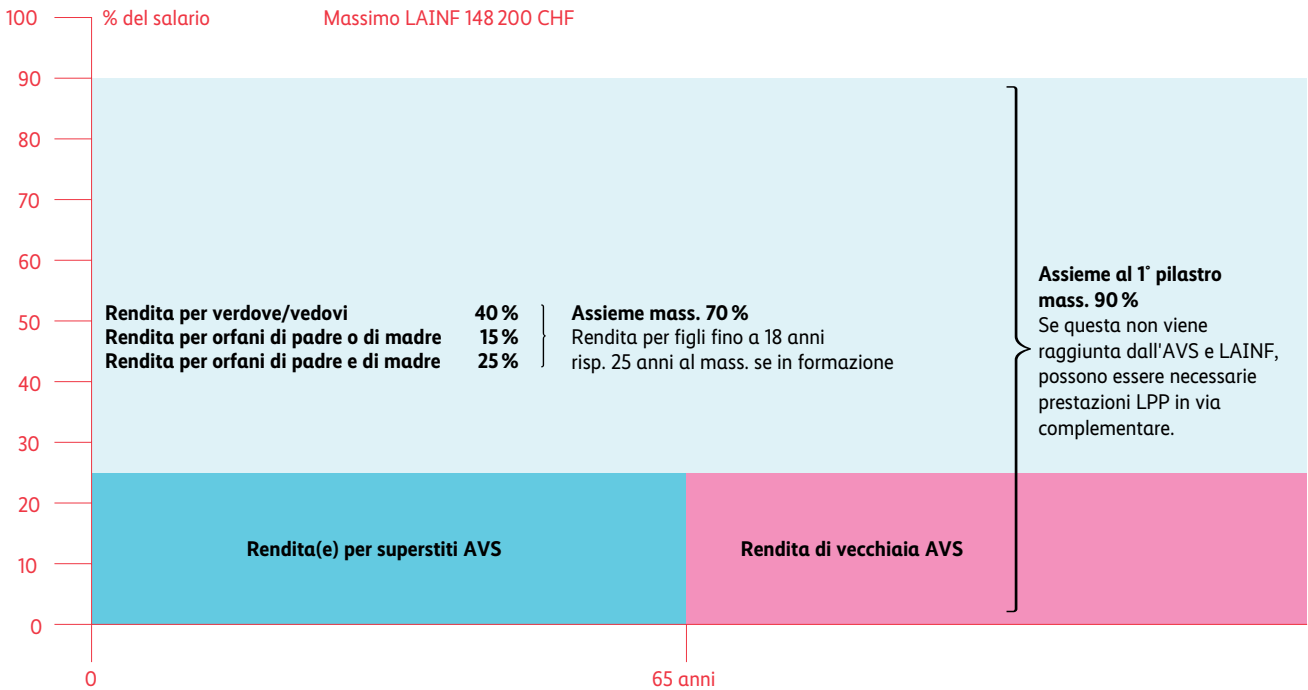 100 % del salario Massimo LAINF 148 200 CHF
90
80
70
60
50
40
30
20
10
0
Rendita per verdove/vedovi 40 %
Rendita per orfani di padre o di madre 15 %
Rendita per orfani di padre e di madre 25 %
Assieme mass. 70 %
Rendita per figli fino a 18 anni
risp. 25 anni al mass. se in formazione
Assieme al 1° pilastro
mass. 90 %
Se questa non viene
raggiunta dall'AVS e LAINF,
possono essere necessarie
prestazioni LPP in via
complementare.
Rendita(e) per superstiti AVS
Rendita di vecchiaia AVS
0
65 anni